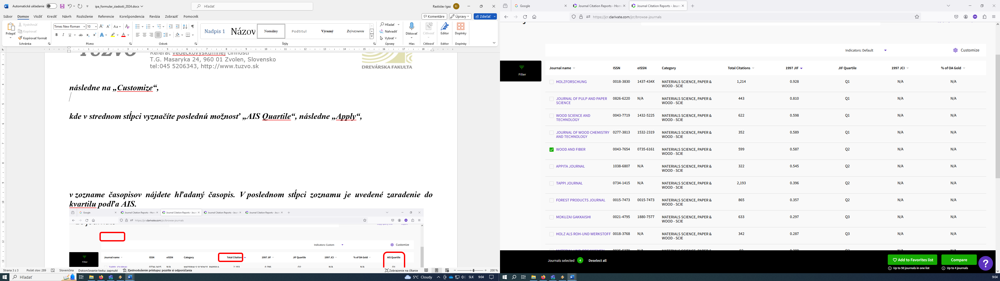 Automatické ukladanie
ipa_formular_ziadosti_2024.docx
Hľadať
Rastislav Igaz
RI
Súbor Domov Vložiť Kresliť Návrh Rozloženie Referencie Korešpondencia Revízia Zobraziť Pomocník
Komentáre Úpravy Zdieľať
Prilepiť
Vystrihnúť
Kopírovať
Kopírovať formát
Schránka
Times New Roman 10
Písmo
Odsek
Nadpis 1 Názov Normálny Podtitul Výrazný Zvýraznenie
Štýly
Hľadať
Nahradiť
Vybrať
Úpravy
Diktovať
Hlas
Citlivosť
Citlivosť
Editor
Editor
Doplnky
Doplnky
TUZVO
Referát vedeckovýskumnej činnosti
T.G. Masaryka 24, 960 01 Zvolen, Slovensko
tel:045 5206343, http://www.tuzvo.sk
DREVÁRSKA FAKULTA
následne na „Customize“,
kde v strednom stĺpci vyznačíte poslednú možnosť „AIS Quartile“, následne „Apply“,
v zozname časopisov nájdete hľadaný časopis. V poslednom stĺpci zoznamu je uvedené zaradenie do
kvartilu podľa AIS.
Google
Journal Citation Reports - Hom
Journal Citation Reports - Journ
Journal Citation Reports - Journ
Journal Citation Reports - Journ
https://jcr.clarivate.com/jcr/browse-journals
Indicators: Custom
Customize
Filter
Journal name ISSN eISSN Category Total Citations 1997 JIF JIF Quartile 1997 JCI % of OA Gold AIS Quartile
TAPPI JOURNAL 0734-1415 N/A MATERIALS SCIENCE, PAPER & 2,193 0.396 Q2 N/A N/A Q1
Strana 3 z 3 Počet slov: 289 Slovenčina Dokončovanie textu: zapnuté Zjednodušenie prístupu: pozrite si odporúčania
Zobrazenie na čítanie
200 %
Hľadať
5°C Cloudy
SLK
9:04
Google
Journal Citation Reports - Hom
Journal Citation Reports - Journ
https://jcr.clarivate.com/jcr/browse-journals
Indicators: Default
Customize
Filter
Journal name ISSN eISSN Category Total Citations 1997 JIF JIF Quartile 1997 JCI % of OA Gold
HOLZFORSCHUNG 0018-3830 1437-434X MATERIALS SCIENCE, PAPER & 1,214 0.928 Q1 N/A N/A
WOOD - SCIE
JOURNAL OF PULP AND PAPER 0826-6220 N/A MATERIALS SCIENCE, PAPER & 443 0.810 Q1 N/A N/A
SCIENCE WOOD - SCIE
WOOD SCIENCE AND 0043-7719 1432-5225 MATERIALS SCIENCE, PAPER & 622 0.598 Q1 N/A N/A
TECHNOLOGY WOOD - SCIE
JOURNAL OF WOOD CHEMISTRY 0277-3813 1532-2319 MATERIALS SCIENCE, PAPER & 352 0.589 Q1 N/A N/A
AND TECHNOLOGY WOOD - SCIE
WOOD AND FIBER 0043-7654 0735-6161 MATERIALS SCIENCE, PAPER & 599 0.587 Q2 N/A N/A
WOOD - SCIE
APPITA JOURNAL 1038-6807 N/A MATERIALS SCIENCE, PAPER & 322 0.545 Q2 N/A N/A
WOOD - SCIE
TAPPI JOURNAL 0734-1415 N/A MATERIALS SCIENCE, PAPER & 2,193 0.396 Q2 N/A N/A
WOOD - SCIE
FOREST PRODUCTS JOURNAL 0015-7473 0015-7473 MATERIALS SCIENCE, PAPER & 865 0.357 Q2 N/A N/A
WOOD - SCIE
MOKUZAI GAKKAISHI 0021-4795 1880-7577 MATERIALS SCIENCE, PAPER & 633 0.297 Q3 N/A N/A
WOOD - SCIE
HOLZ ALS ROH-UND WERKSTOFF 0018-3768 N/A MATERIALS SCIENCE, PAPER & 342 0.287 Q3 N/A N/A
WOOD - SCIE
Journals selected 4 Deselect all
Add to Favorites list
Compare
Up to 50 journals in one list
Up to 4 journals
?
9:04